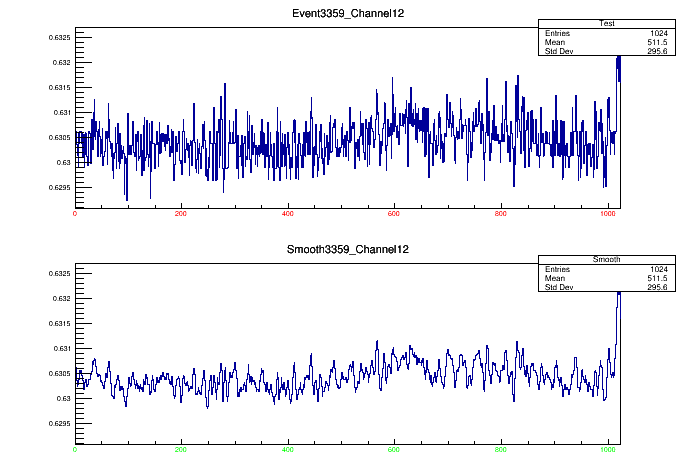 Event3359_Channel12
Test
Entries 1024
Mean 511.5
Std Dev 295.6
0.6325
0.632
0.6315
0.631
0.6305
0.63
0.6295
0 200 400 600 800 1000
Smooth3359_Channel12
Smooth
Entries 1024
Mean 511.5
Std Dev 295.6
0.6325
0.632
0.6315
0.631
0.6305
0.63
0.6295
0 200 400 600 800 1000